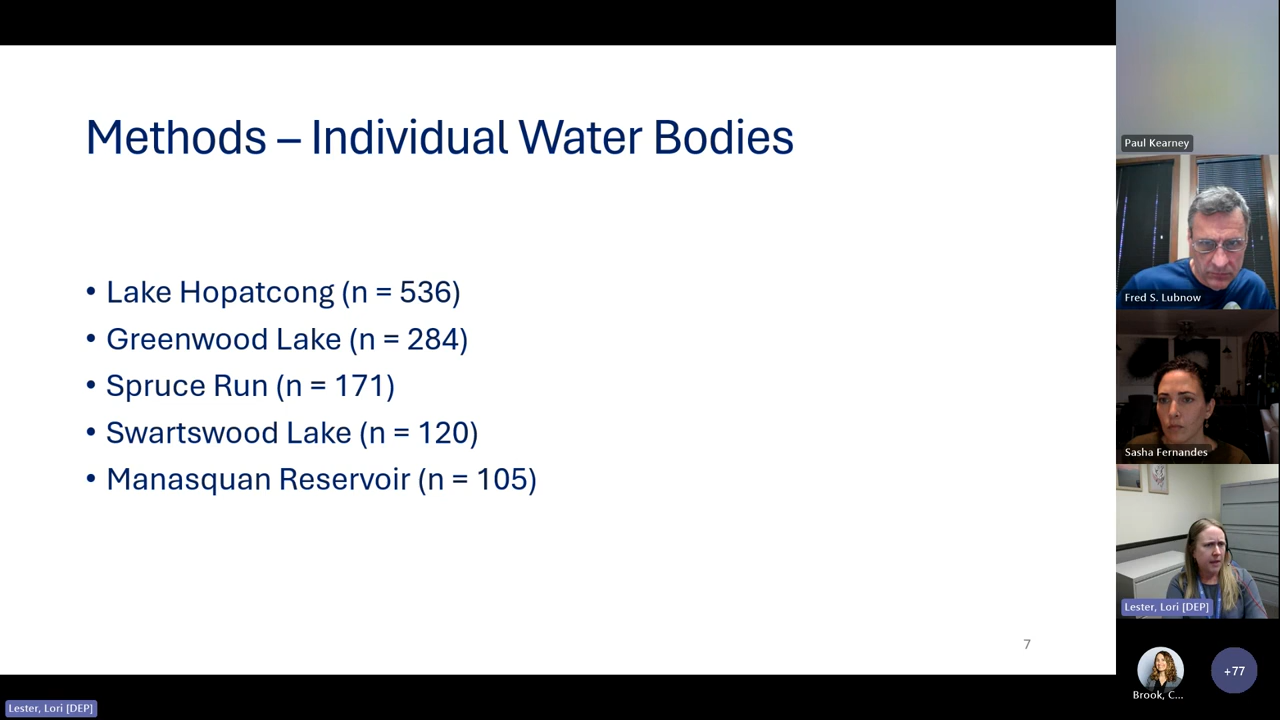 Methods – Individual Water Bodies
• Lake Hopatcong (n = 536)
• Greenwood Lake (n = 284)
• Spruce Run (n = 171)
• Swartswood Lake (n = 120)
• Manasquan Reservoir (n = 105)
7
Paul Kearney
Fred S. Lubnow
Sasha Fernandes
Lester, Lori [DEP]
Brook, C...
+77
Lester, Lori [DEP]